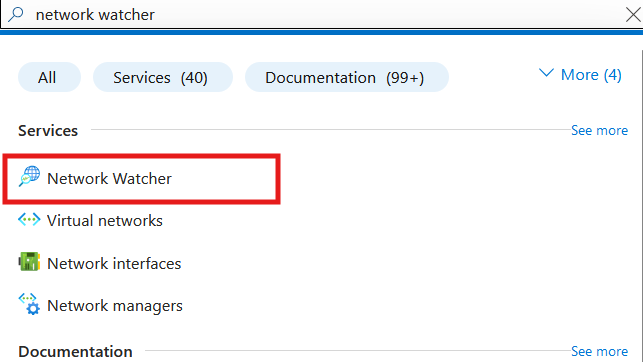 network watcher
All Services (40) Documentation (99+) More (4)
Services See more
Network Watcher
Virtual networks
Network interfaces
Network managers
Documentation See more